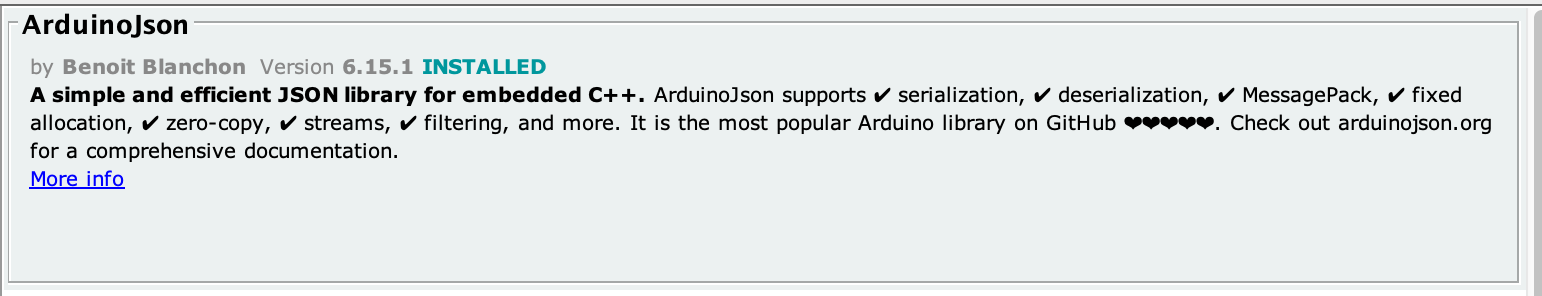 ArduinoJson
by Benoit Blanchon Version 6.15.1 INSTALLED
A simple and efficient JSON library for embedded C++. ArduinoJson supports ✔ serialization, ✔ deserialization, ✔ MessagePack, ✔ fixed
allocation, ✔ zero-copy, ✔ streams, ✔ filtering, and more. It is the most popular Arduino library on GitHub ❤❤❤❤❤. Check out arduinojson.org
for a comprehensive documentation.
More info